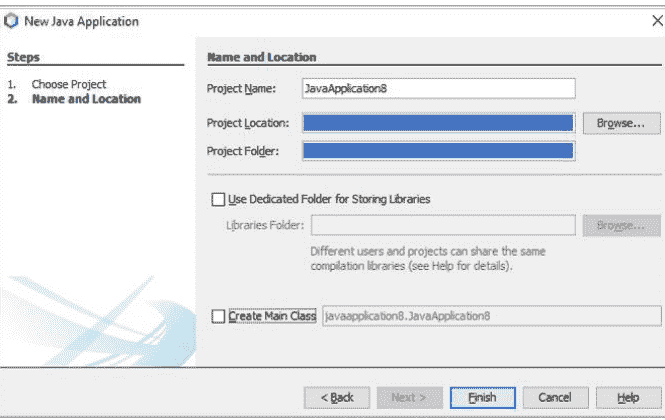 New Java Application
Steps
1. Choose Project
2. Name and Location
Name and Location
Project Name: JavaApplication8
Project Location: Browse...
Project Folder:
Use Dedicated Folder for Storing Libraries
Libraries Folder: Browse...
Different users and projects can share the same
compilation libraries (see Help for details).
Create Main Class javaapplication8.JavaApplication8
< Back Next > Finish Cancel Help